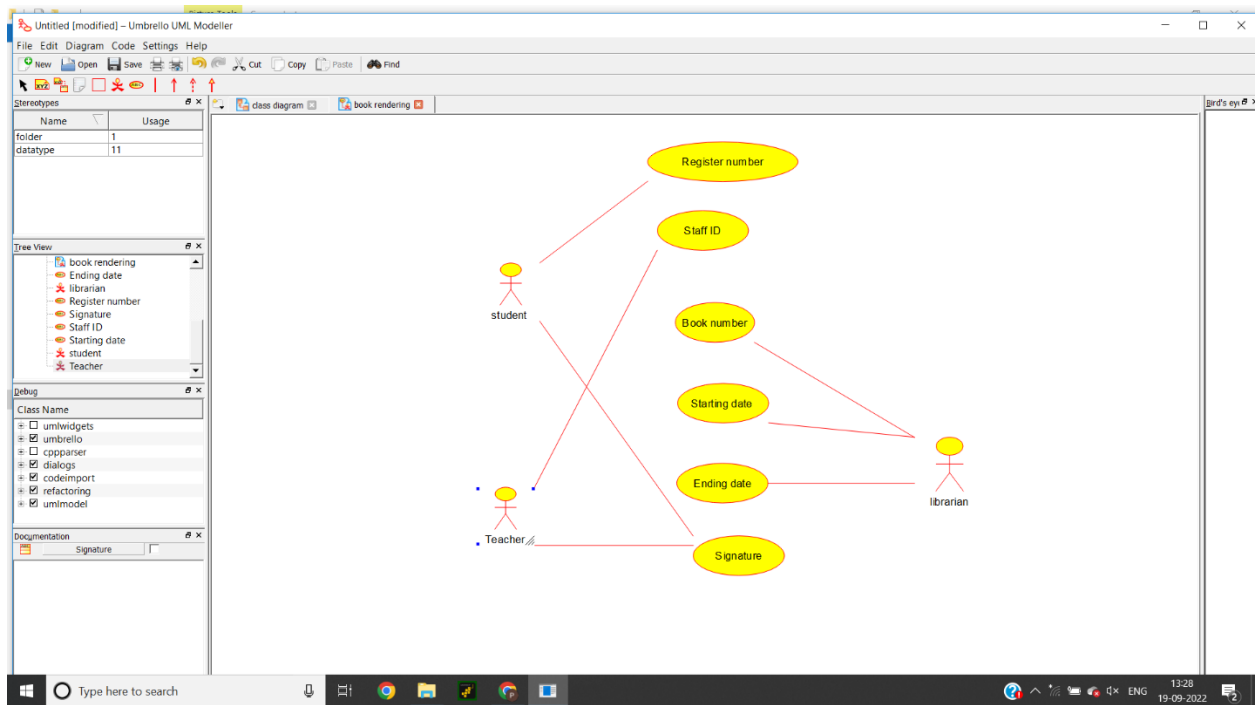 Untitled [modified] – Umbrello UML Modeller
File Edit Diagram Code Settings Help
New Open Save Cut Copy Paste Find
XYZ
Stereotypes
class diagram book rendering
Bird's eye
Name Usage
folder 1
datatype 11
Tree View
book rendering
Ending date
librarian
Register number
Signature
Staff ID
Starting date
student
Teacher
Debug
Class Name
umlwidgets
umbrello
cppparser
dialogs
codeimport
refactoring
umlmodel
Documentation
Signature
Register number
Staff ID
student
Book number
Starting date
Ending date
librarian
Teacher
Signature
Type here to search
ENG
13:28
19-09-2022
2